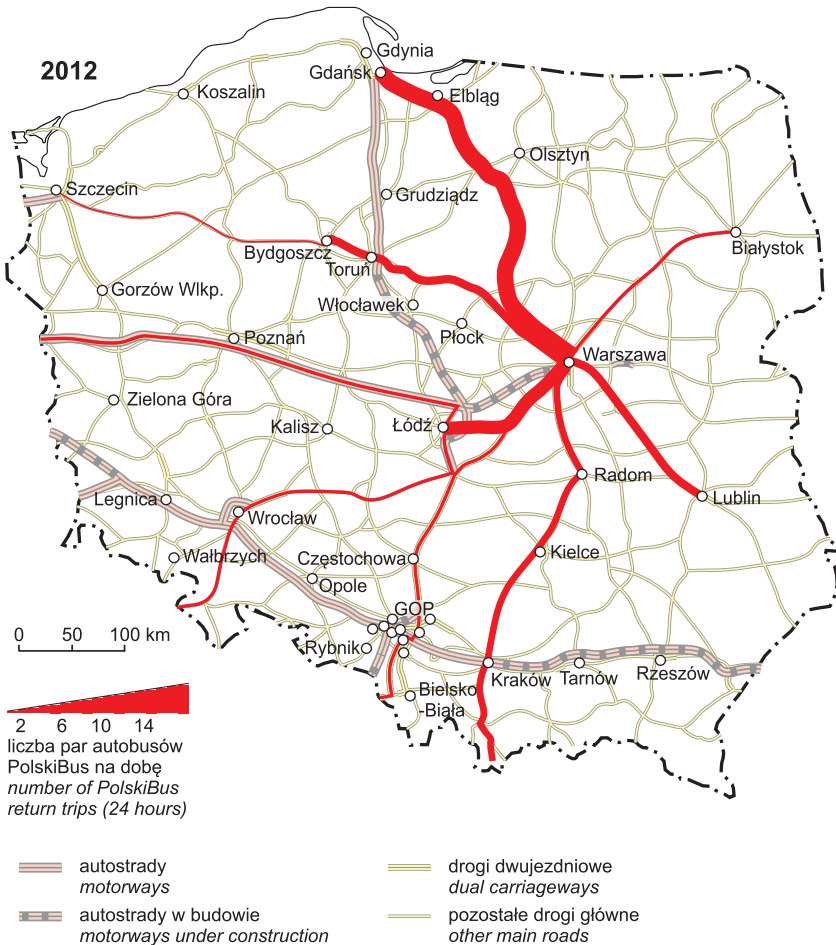 2012
Gdynia
Gdańsk
Koszalin
Elbląg
Olsztyn
Szczecin
Grudziądz
Bydgoszcz
Toruń
Białystok
Gorzów Wlkp.
Włocławek
Płock
Poznań
Warszawa
Zielona Góra
Kalisz
Łódź
Radom
Lublin
Legnica
Wrocław
Wałbrzych
Częstochowa
Kielce
Opole
GOP
Rybnik
Kraków
Tarnów
Rzeszów
Bielsko
-Biała
0 50 100 km
2 6 10 14
liczba par autobusów
PolskiBus na dobę
number of PolskiBus
return trips (24 hours)
autostrady
motorways
autostrady w budowie
motorways under construction
drogi dwujezdniowe
dual carriageways
pozostałe drogi główne
other main roads